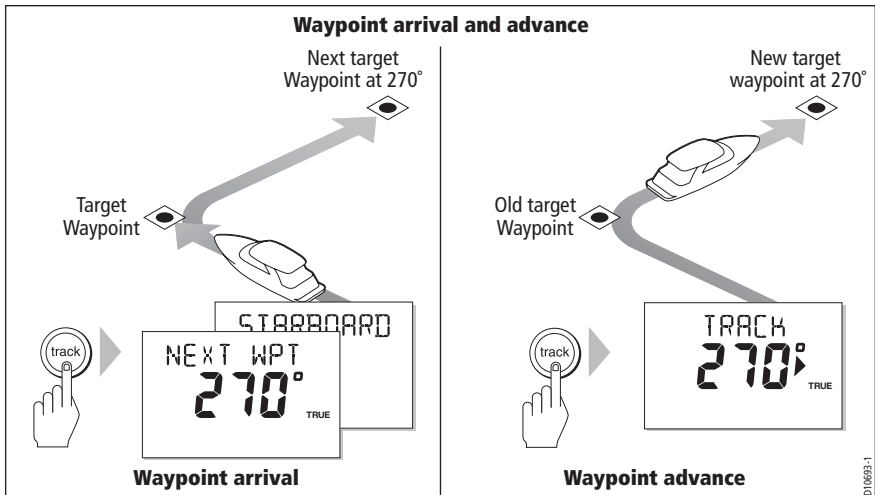 Waypoint arrival and advance
Next target
Waypoint at 270°
Target
Waypoint
track
STARBOARD
NEXT WPT
270°
TRUE
Waypoint arrival
New target
waypoint at 270°
Old target
Waypoint
track
TRACK
270°
TRUE
Waypoint advance
D10693-1